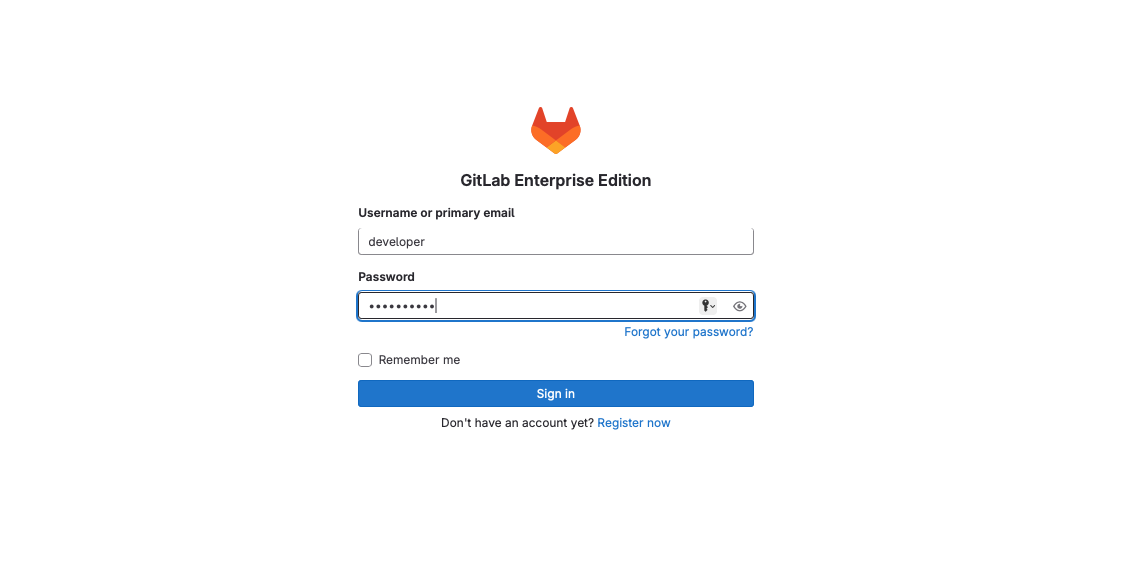 GitLab Enterprise Edition
Username or primary email
developer
Password
••••••••••
Forgot your password?
Remember me
Sign in
Don't have an account yet? Register now